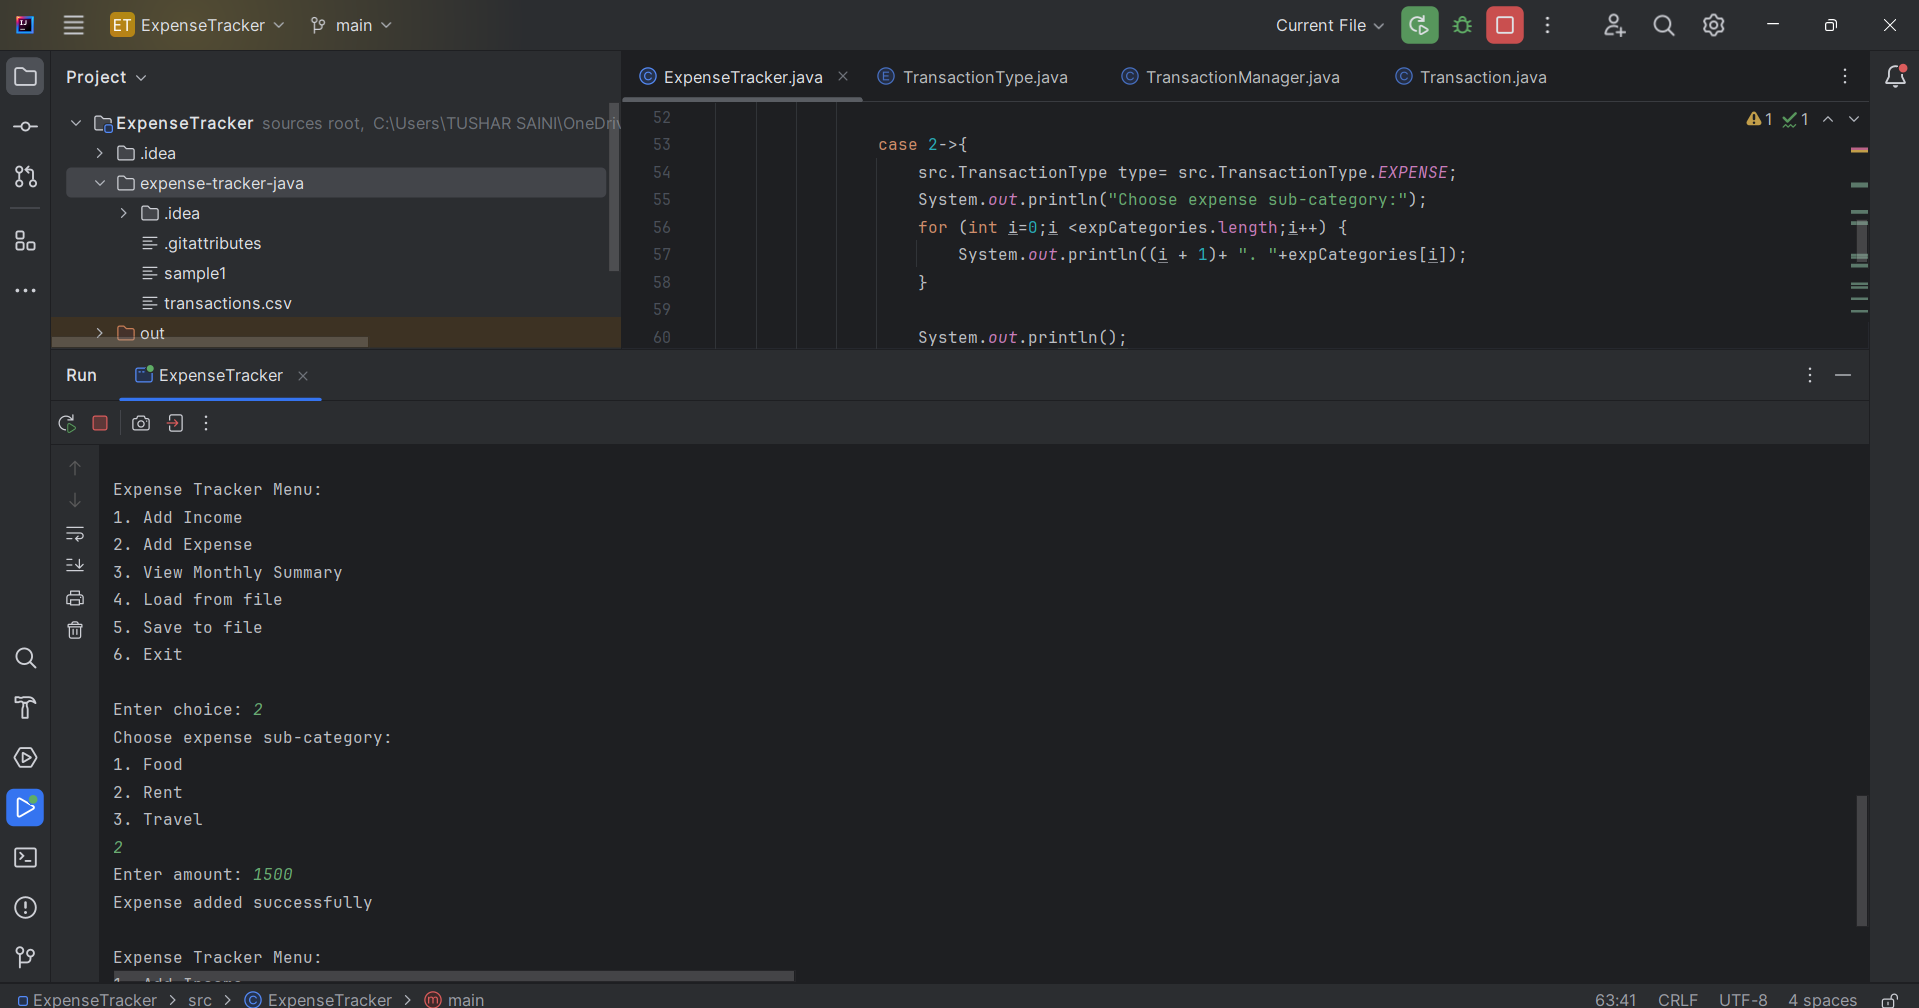 ET ExpenseTracker main Current File
Project
ExpenseTracker.java TransactionType.java TransactionManager.java Transaction.java
ExpenseTracker sources root, C:\Users\TUSHAR SAINI\OneDriv
.idea
expense-tracker-java
.idea
.gitattributes
sample1
transactions.csv
out
1 1
52
53 case 2->{
54 src.TransactionType type= src.TransactionType.EXPENSE;
55 System.out.println("Choose expense sub-category:");
56 for (int i=0;i <expCategories.length;i++) {
57 System.out.println((i + 1)+ ". "+expCategories[i]);
58 }
59
60 System.out.println();
Run ExpenseTracker
Expense Tracker Menu:
1. Add Income
2. Add Expense
3. View Monthly Summary
4. Load from file
5. Save to file
6. Exit
Enter choice: 2
Choose expense sub-category:
1. Food
2. Rent
3. Travel
2
Enter amount: 1500
Expense added successfully
Expense Tracker Menu:
1. Add Income
ExpenseTracker > src > ExpenseTracker > main 63:41 CRLF UTF-8 4 spaces